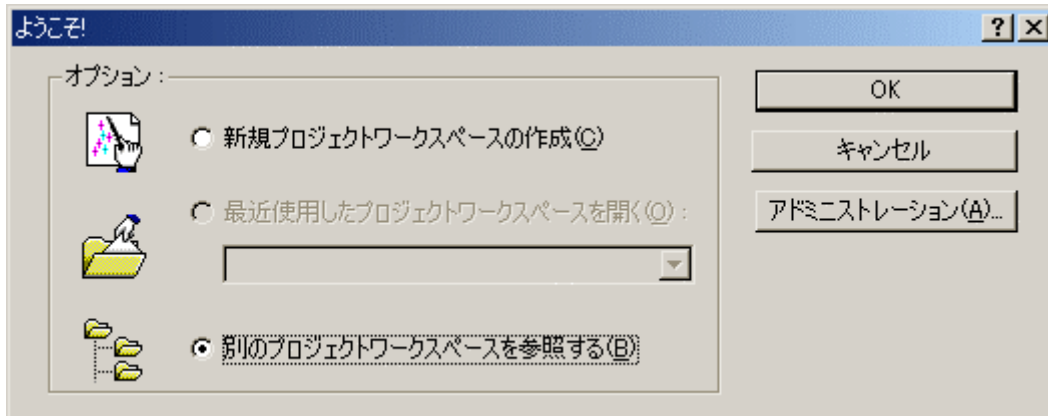 ようこそ!
オプション :
新規プロジェクトワークスペースの作成(C)
最近使用したプロジェクトワークスペースを開く(O) :
別のプロジェクトワークスペースを参照する(B)
OK
キャンセル
アドミニストレーション(A)...